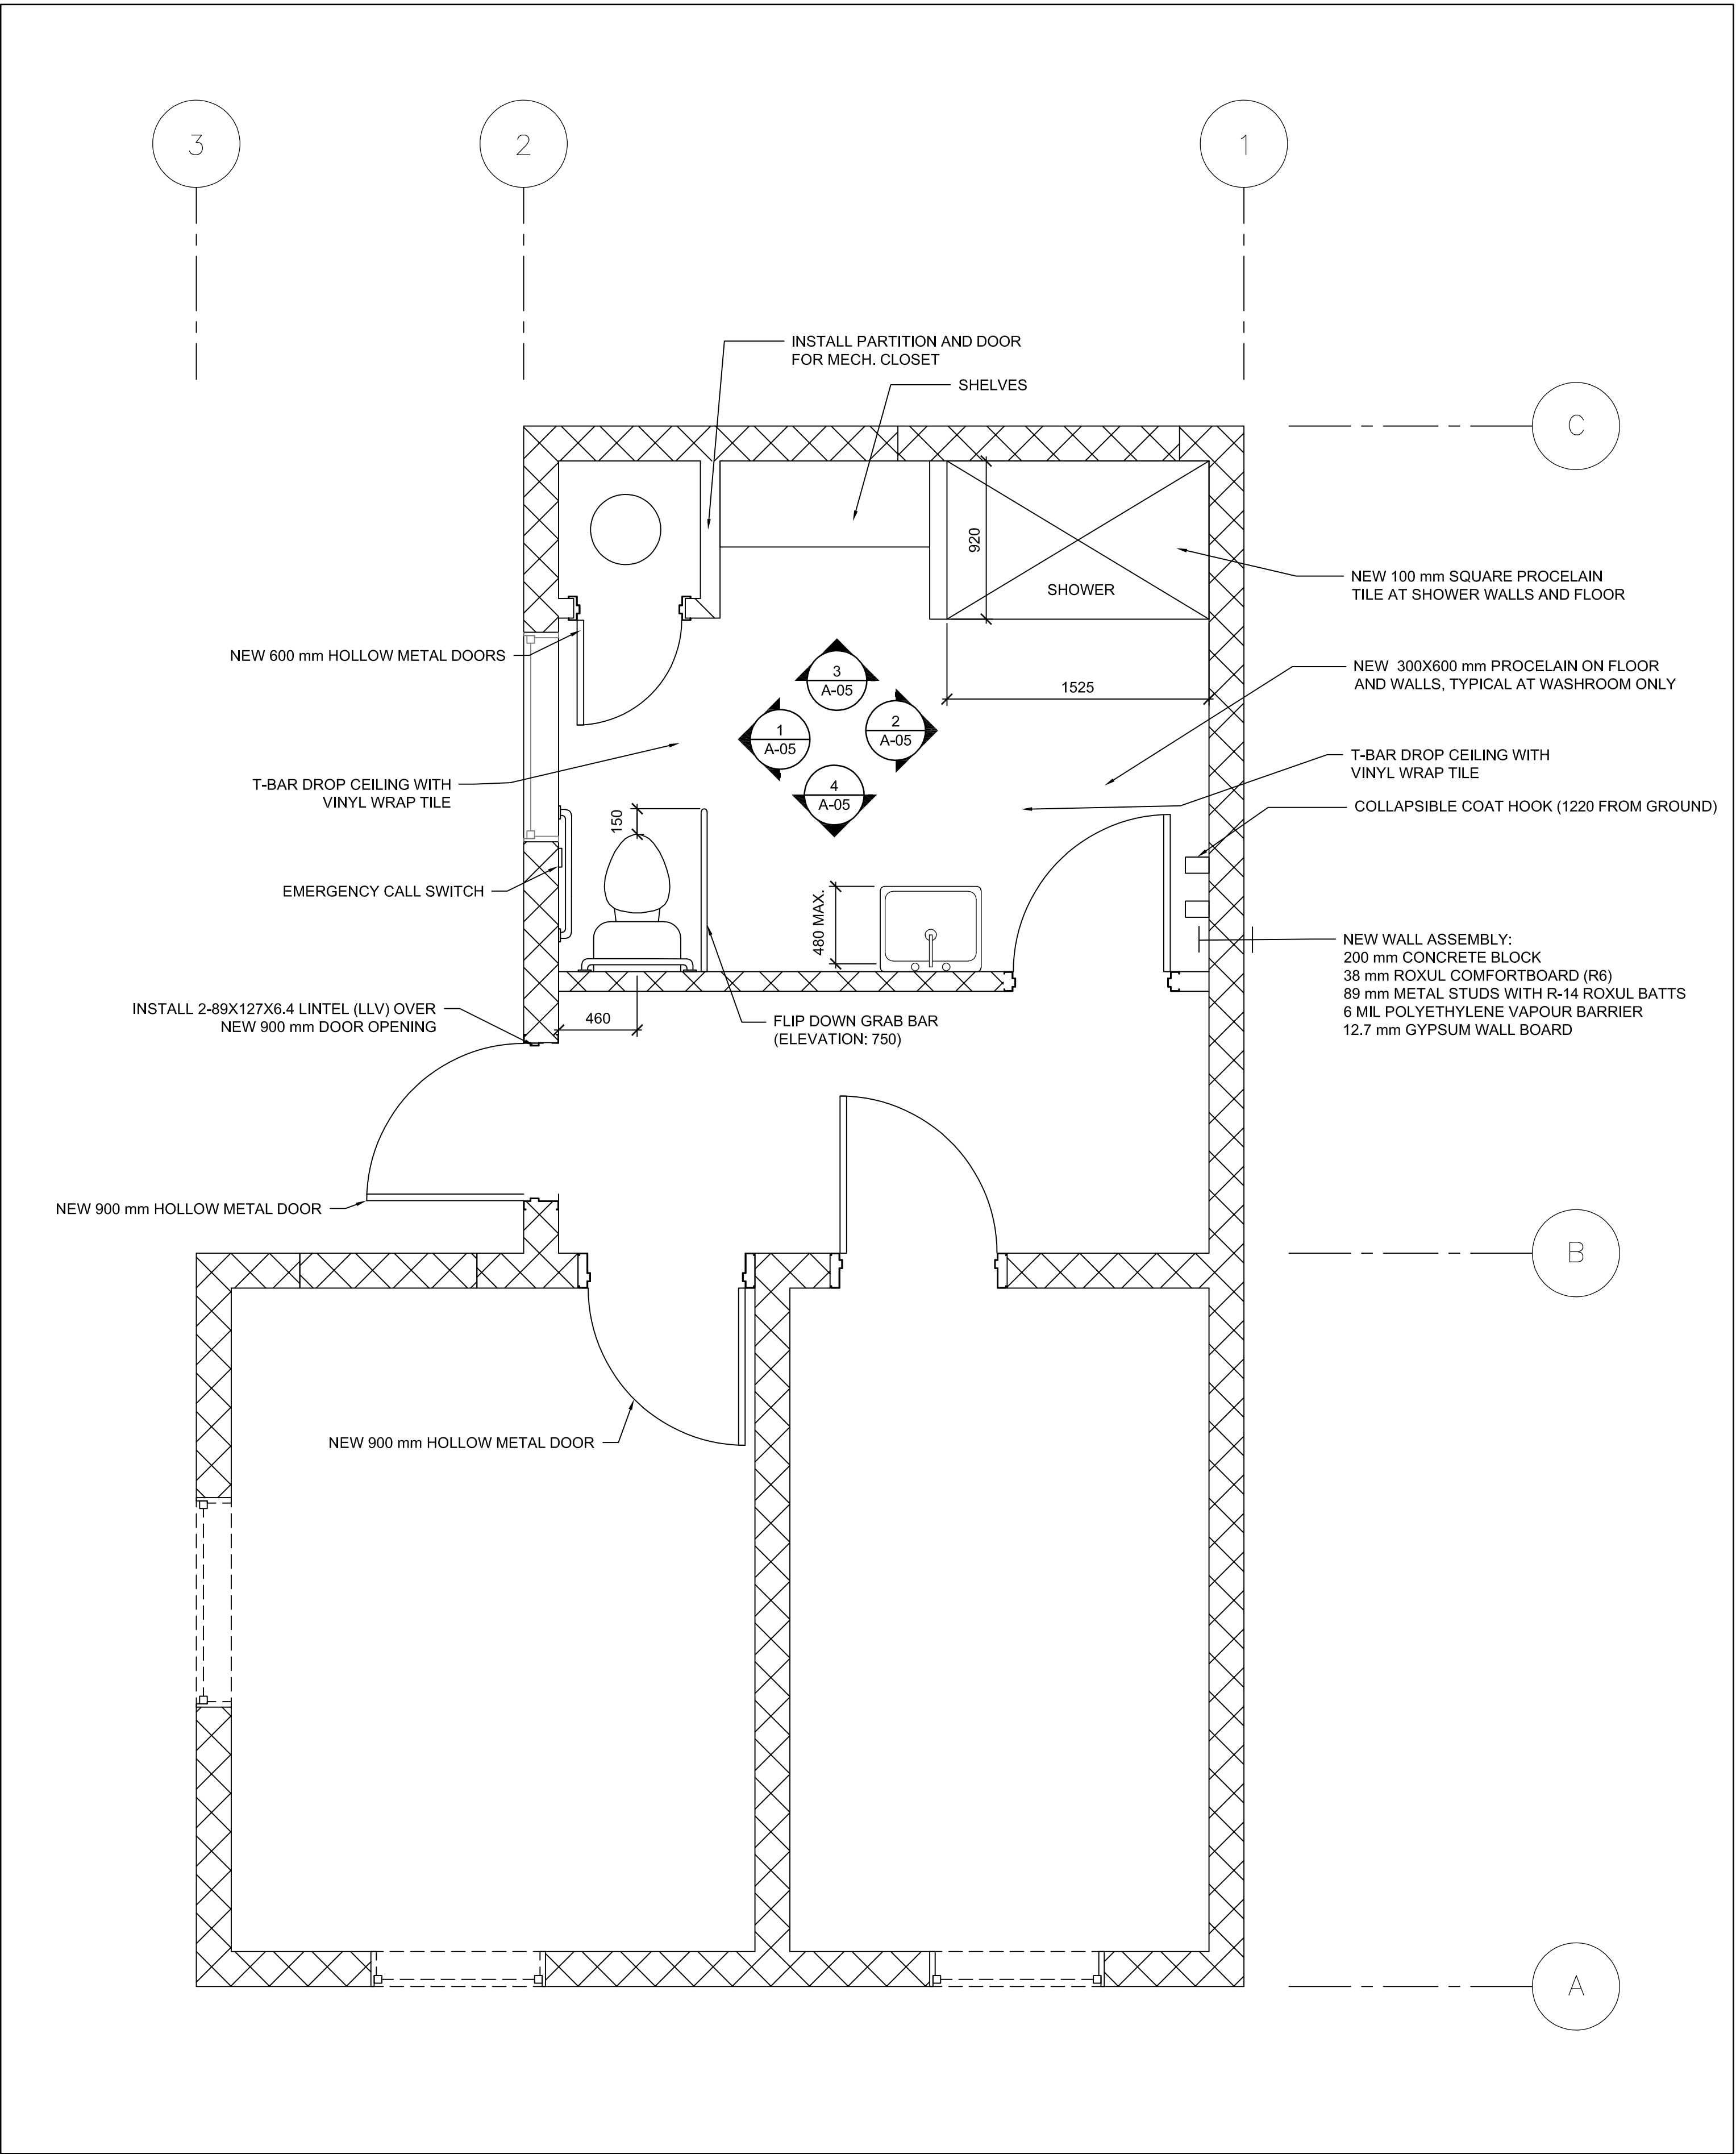 3
2
1
INSTALL PARTITION AND DOOR
FOR MECH. CLOSET
SHELVES
C
920
SHOWER
NEW 100 mm SQUARE PROCELAIN
TILE AT SHOWER WALLS AND FLOOR
NEW 600 mm HOLLOW METAL DOORS
3
A-05
1
A-05
2
A-05
4
A-05
1525
NEW 300X600 mm PROCELAIN ON FLOOR
AND WALLS, TYPICAL AT WASHROOM ONLY
T-BAR DROP CEILING WITH
VINYL WRAP TILE
T-BAR DROP CEILING WITH
VINYL WRAP TILE
COLLAPSIBLE COAT HOOK (1220 FROM GROUND)
150
EMERGENCY CALL SWITCH
480 MAX.
NEW WALL ASSEMBLY:
200 mm CONCRETE BLOCK
38 mm ROXUL COMFORTBOARD (R6)
89 mm METAL STUDS WITH R-14 ROXUL BATTS
6 MIL POLYETHYLENE VAPOUR BARRIER
12.7 mm GYPSUM WALL BOARD
INSTALL 2-89X127X6.4 LINTEL (LLV) OVER
NEW 900 mm DOOR OPENING
460
FLIP DOWN GRAB BAR
(ELEVATION: 750)
NEW 900 mm HOLLOW METAL DOOR
B
NEW 900 mm HOLLOW METAL DOOR
A